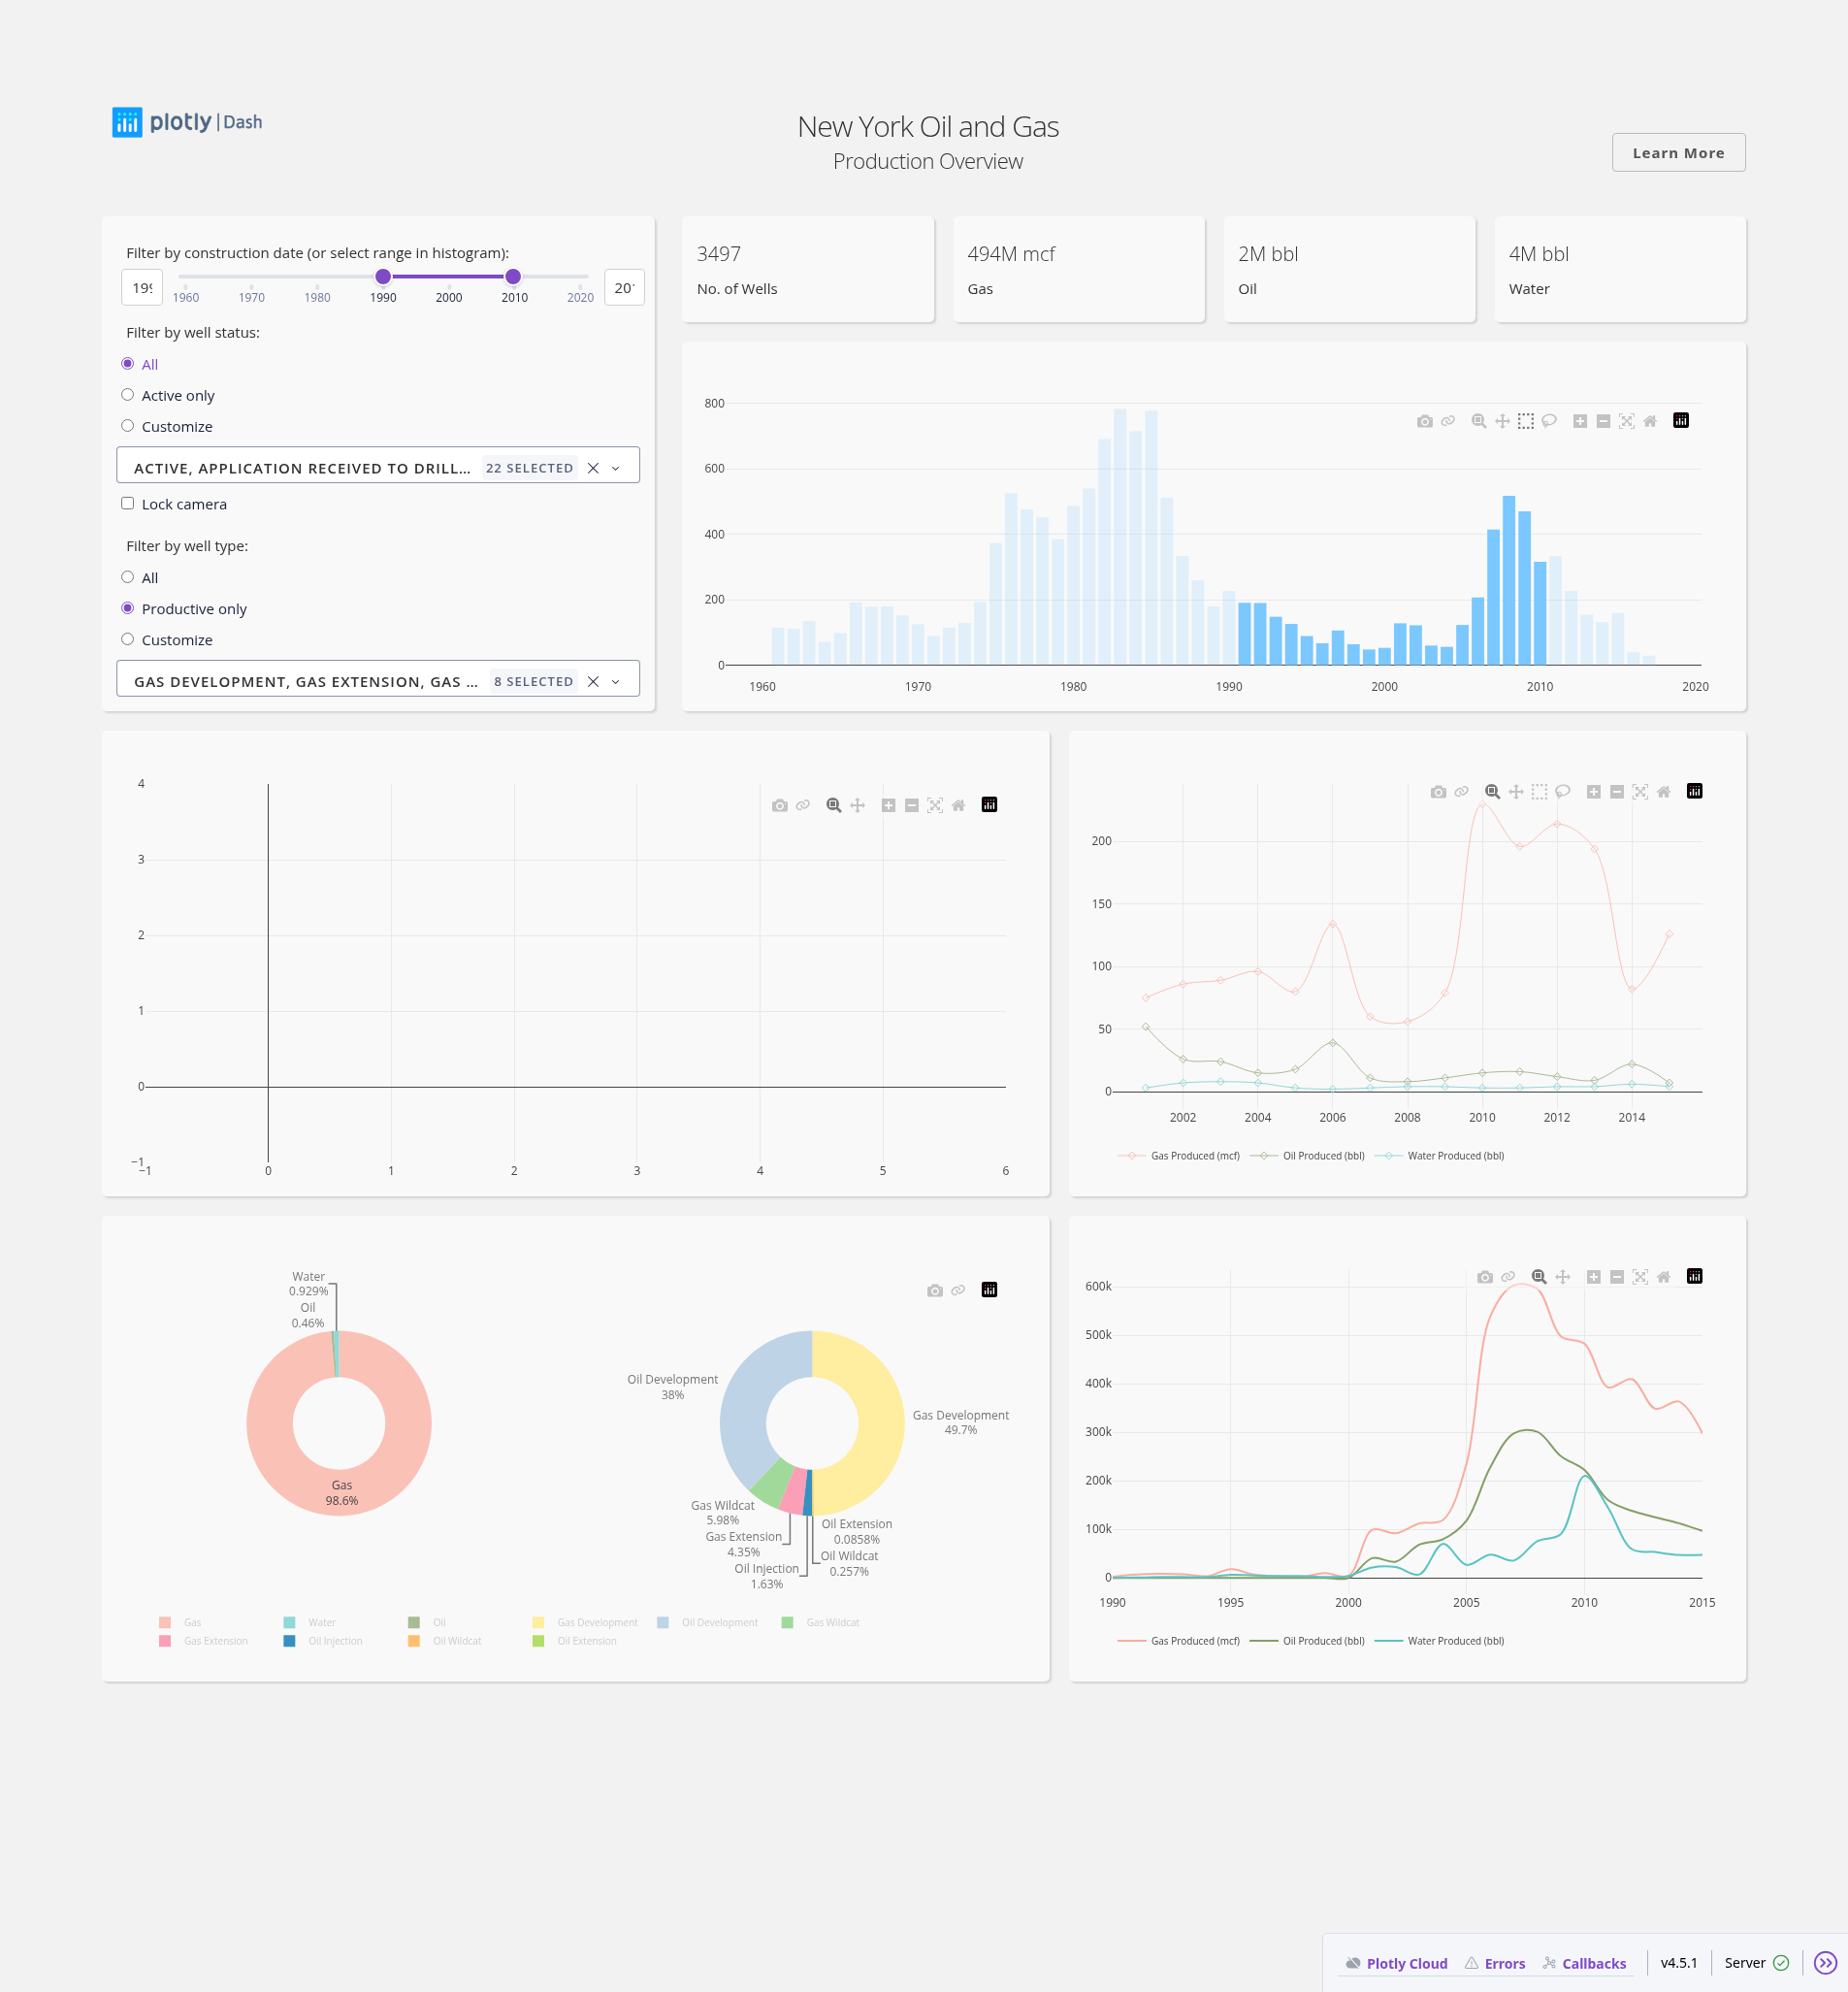 plotly | Dash
New York Oil and Gas
Production Overview
Learn More
Filter by construction date (or select range in histogram):
1960 1970 1980 1990 2000 2010 2020
Filter by well status:
All
Active only
Customize
ACTIVE, APPLICATION RECEIVED TO DRILL... 22 SELECTED
Lock camera
Filter by well type:
All
Productive only
Customize
GAS DEVELOPMENT, GAS EXTENSION, GAS ... 8 SELECTED
3497
No. of Wells
494M mcf
Gas
2M bbl
Oil
4M bbl
Water
800
600
400
200
0
1960 1970 1980 1990 2000 2010 2020
4
3
2
1
0
−1
−1 0 1 2 3 4 5 6
200
150
100
50
0
2002 2004 2006 2008 2010 2012 2014
Gas Produced (mcf) Oil Produced (bbl) Water Produced (bbl)
Water
0.929%
Oil
0.46%
Gas
98.6%
Oil Development
38%
Gas Development
49.7%
Gas Wildcat
5.98%
Gas Extension
4.35%
Oil Injection
1.63%
Oil Extension
0.0858%
Oil Wildcat
0.257%
Gas Water Oil Gas Development Oil Development Gas Wildcat
Gas Extension Oil Injection Oil Wildcat Oil Extension
600k
500k
400k
300k
200k
100k
0
1990 1995 2000 2005 2010 2015
Gas Produced (mcf) Oil Produced (bbl) Water Produced (bbl)
Plotly Cloud Errors Callbacks v4.5.1 Server